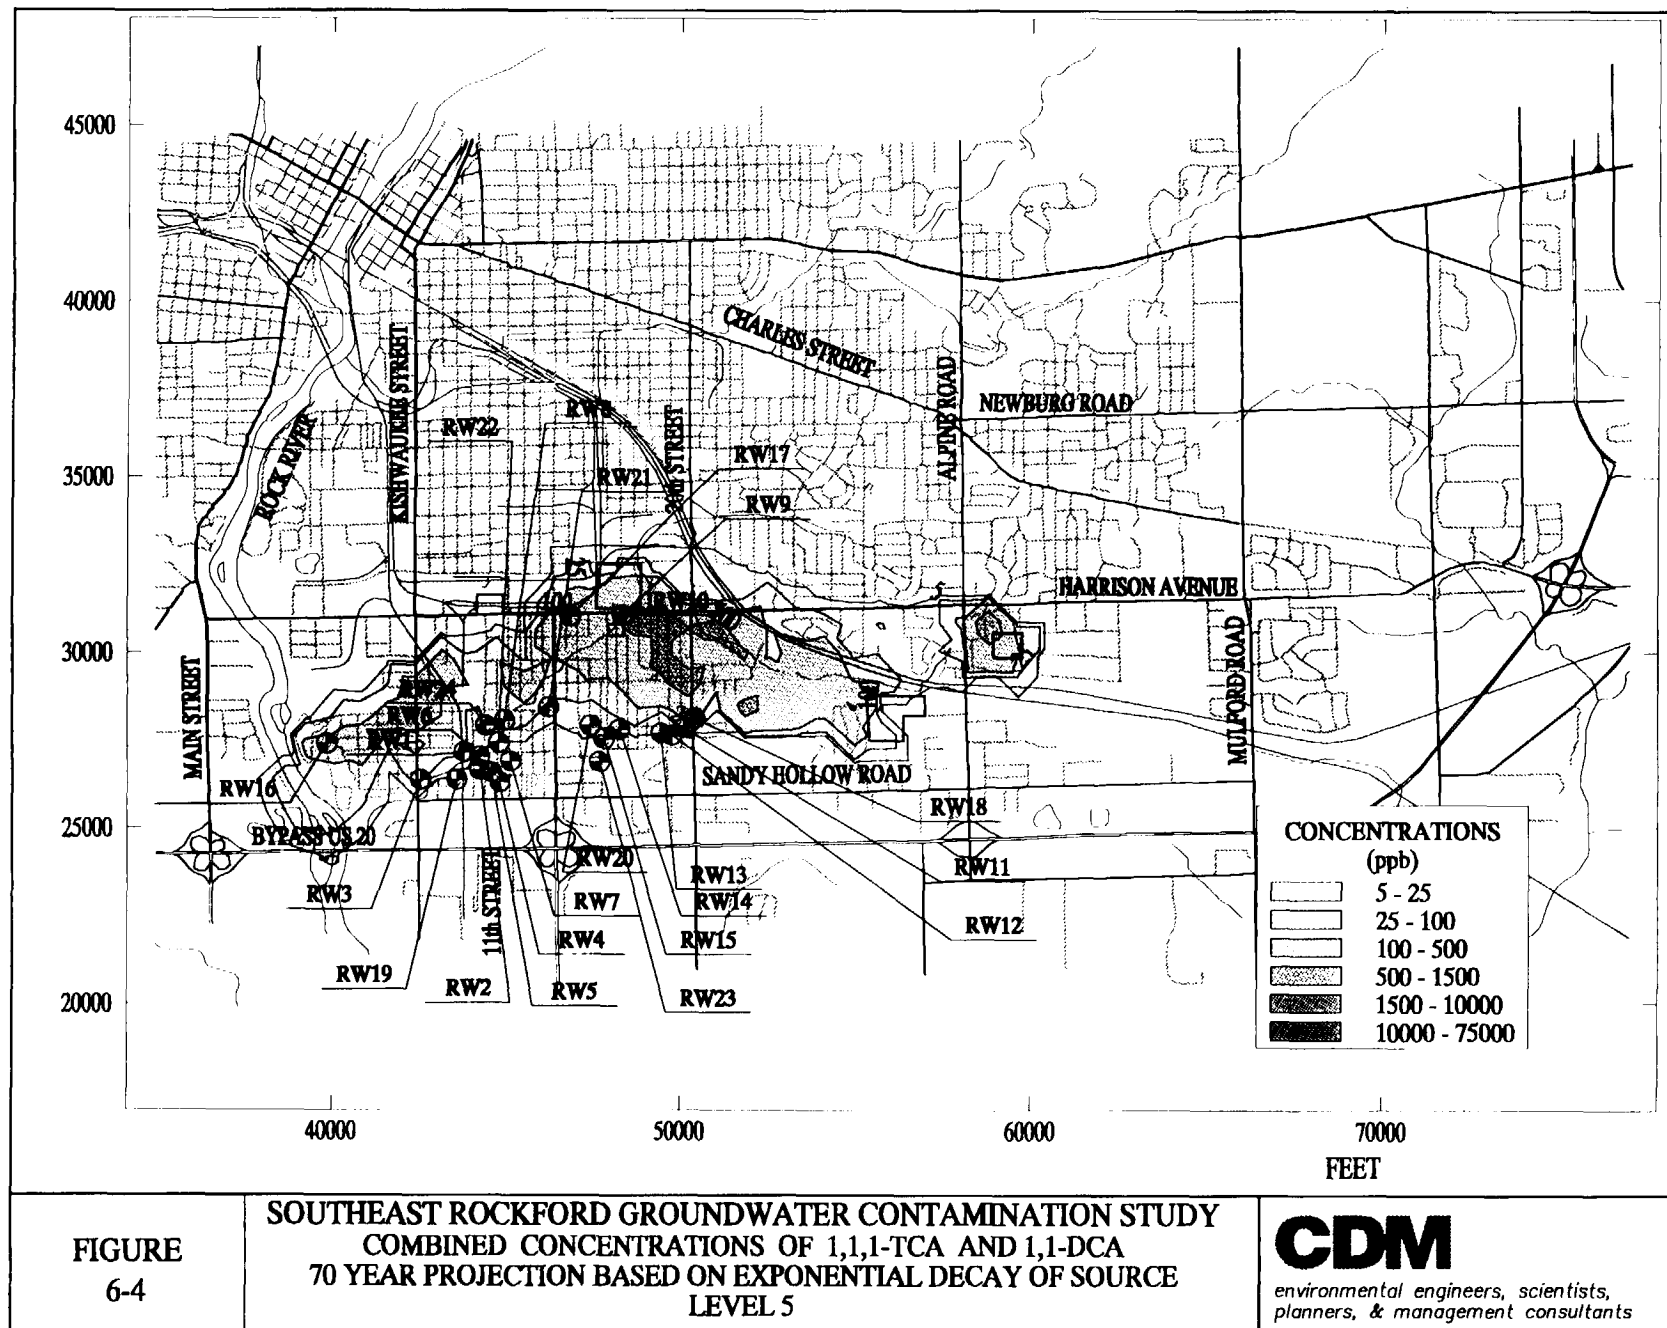 45000
40000
35000
30000
25000
20000
40000
50000
60000
70000
FEET
CHARLES STREET
KISHWAUKEE STREET
ALPINE ROAD
NEWBURG ROAD
ROCK RIVER
RW8
RW22
RW17
RW21
RW9
HARRISON AVENUE
5
MAIN STREET
MULFORD ROAD
RW24
RW6
RW1
RW16
SANDY HOLLOW ROAD
RW18
BYPASS US 20
RW20
RW13
RW11
RW3
RW7
RW14
11th STREET
RW12
RW4
RW15
RW19
RW2
RW5
RW23
CONCENTRATIONS
(ppb)
5 - 25
25 - 100
100 - 500
500 - 1500
1500 - 10000
10000 - 75000
FIGURE
6-4
SOUTHEAST ROCKFORD GROUNDWATER CONTAMINATION STUDY
COMBINED CONCENTRATIONS OF 1,1,1-TCA AND 1,1-DCA
70 YEAR PROJECTION BASED ON EXPONENTIAL DECAY OF SOURCE
LEVEL 5
CDM
environmental engineers, scientists,
planners, & management consultants